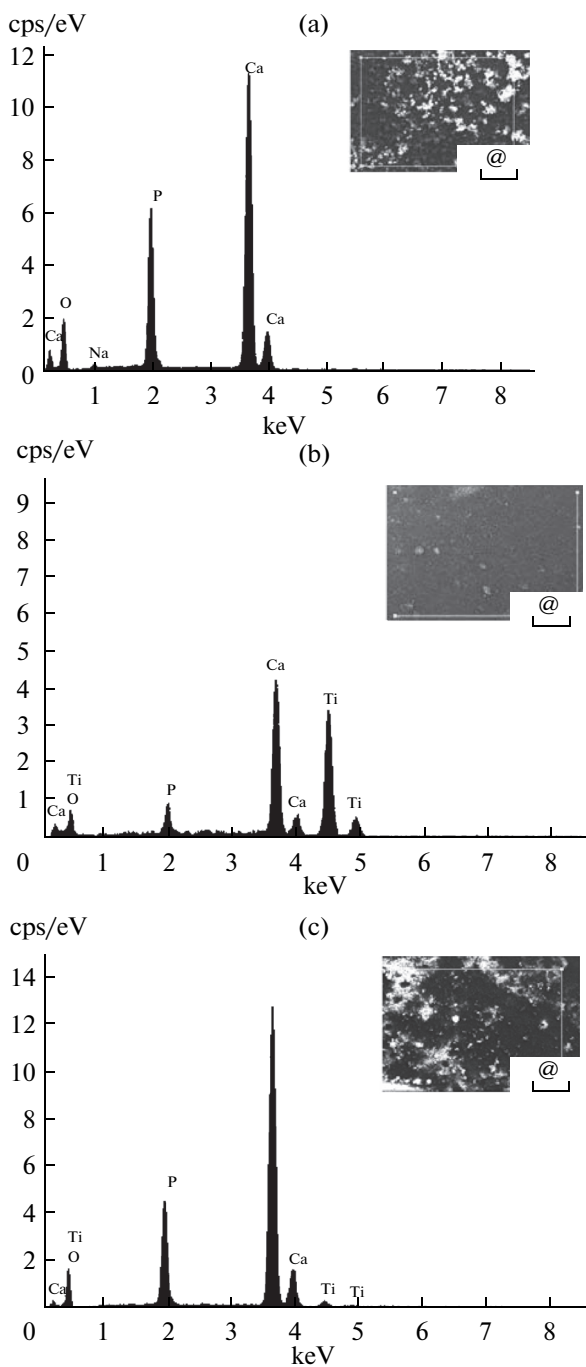 cps/eV (a)
12
10
8
6
4
2
0
Ca
P
O
Ca
Na
Ca
@
1 2 3 4 5 6 7 8
keV
cps/eV (b)
9
8
7
6
5
4
3
2
1
0
Ca
Ti
P
Ti
O
Ca
Ca
Ti
@
1 2 3 4 5 6 7 8
keV
cps/eV (c)
14
12
10
8
6
4
2
0
P
Ti
O
Ca
Ca
Ti
Ti
@
1 2 3 4 5 6 7 8
keV